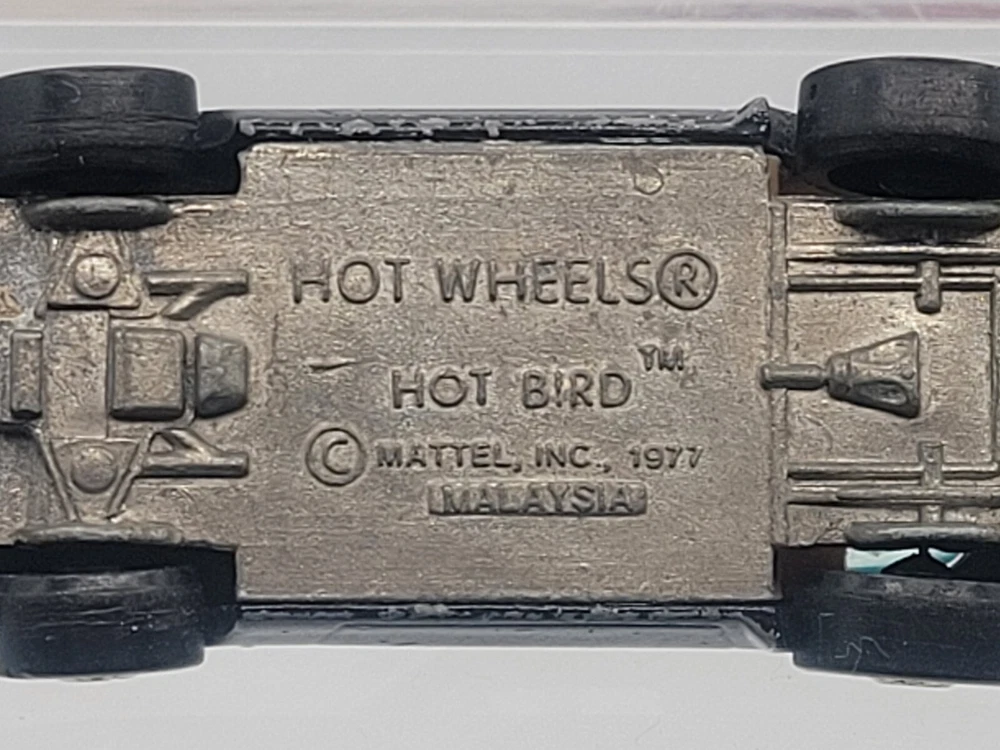 HOT WHEELS®
HOT BIRD™
© MATTEL, INC., 1977
MALAYSIA